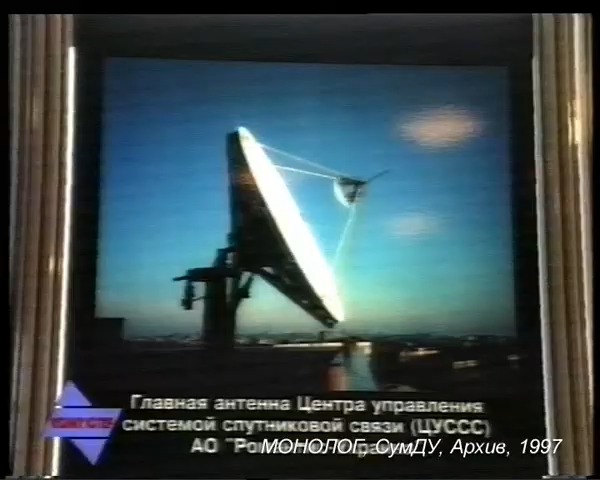 Главная антенна Центра управления
системой спутниковой связи (ЦУССС)
АО
МОНОЛОГ, СумДУ, Архив, 1997